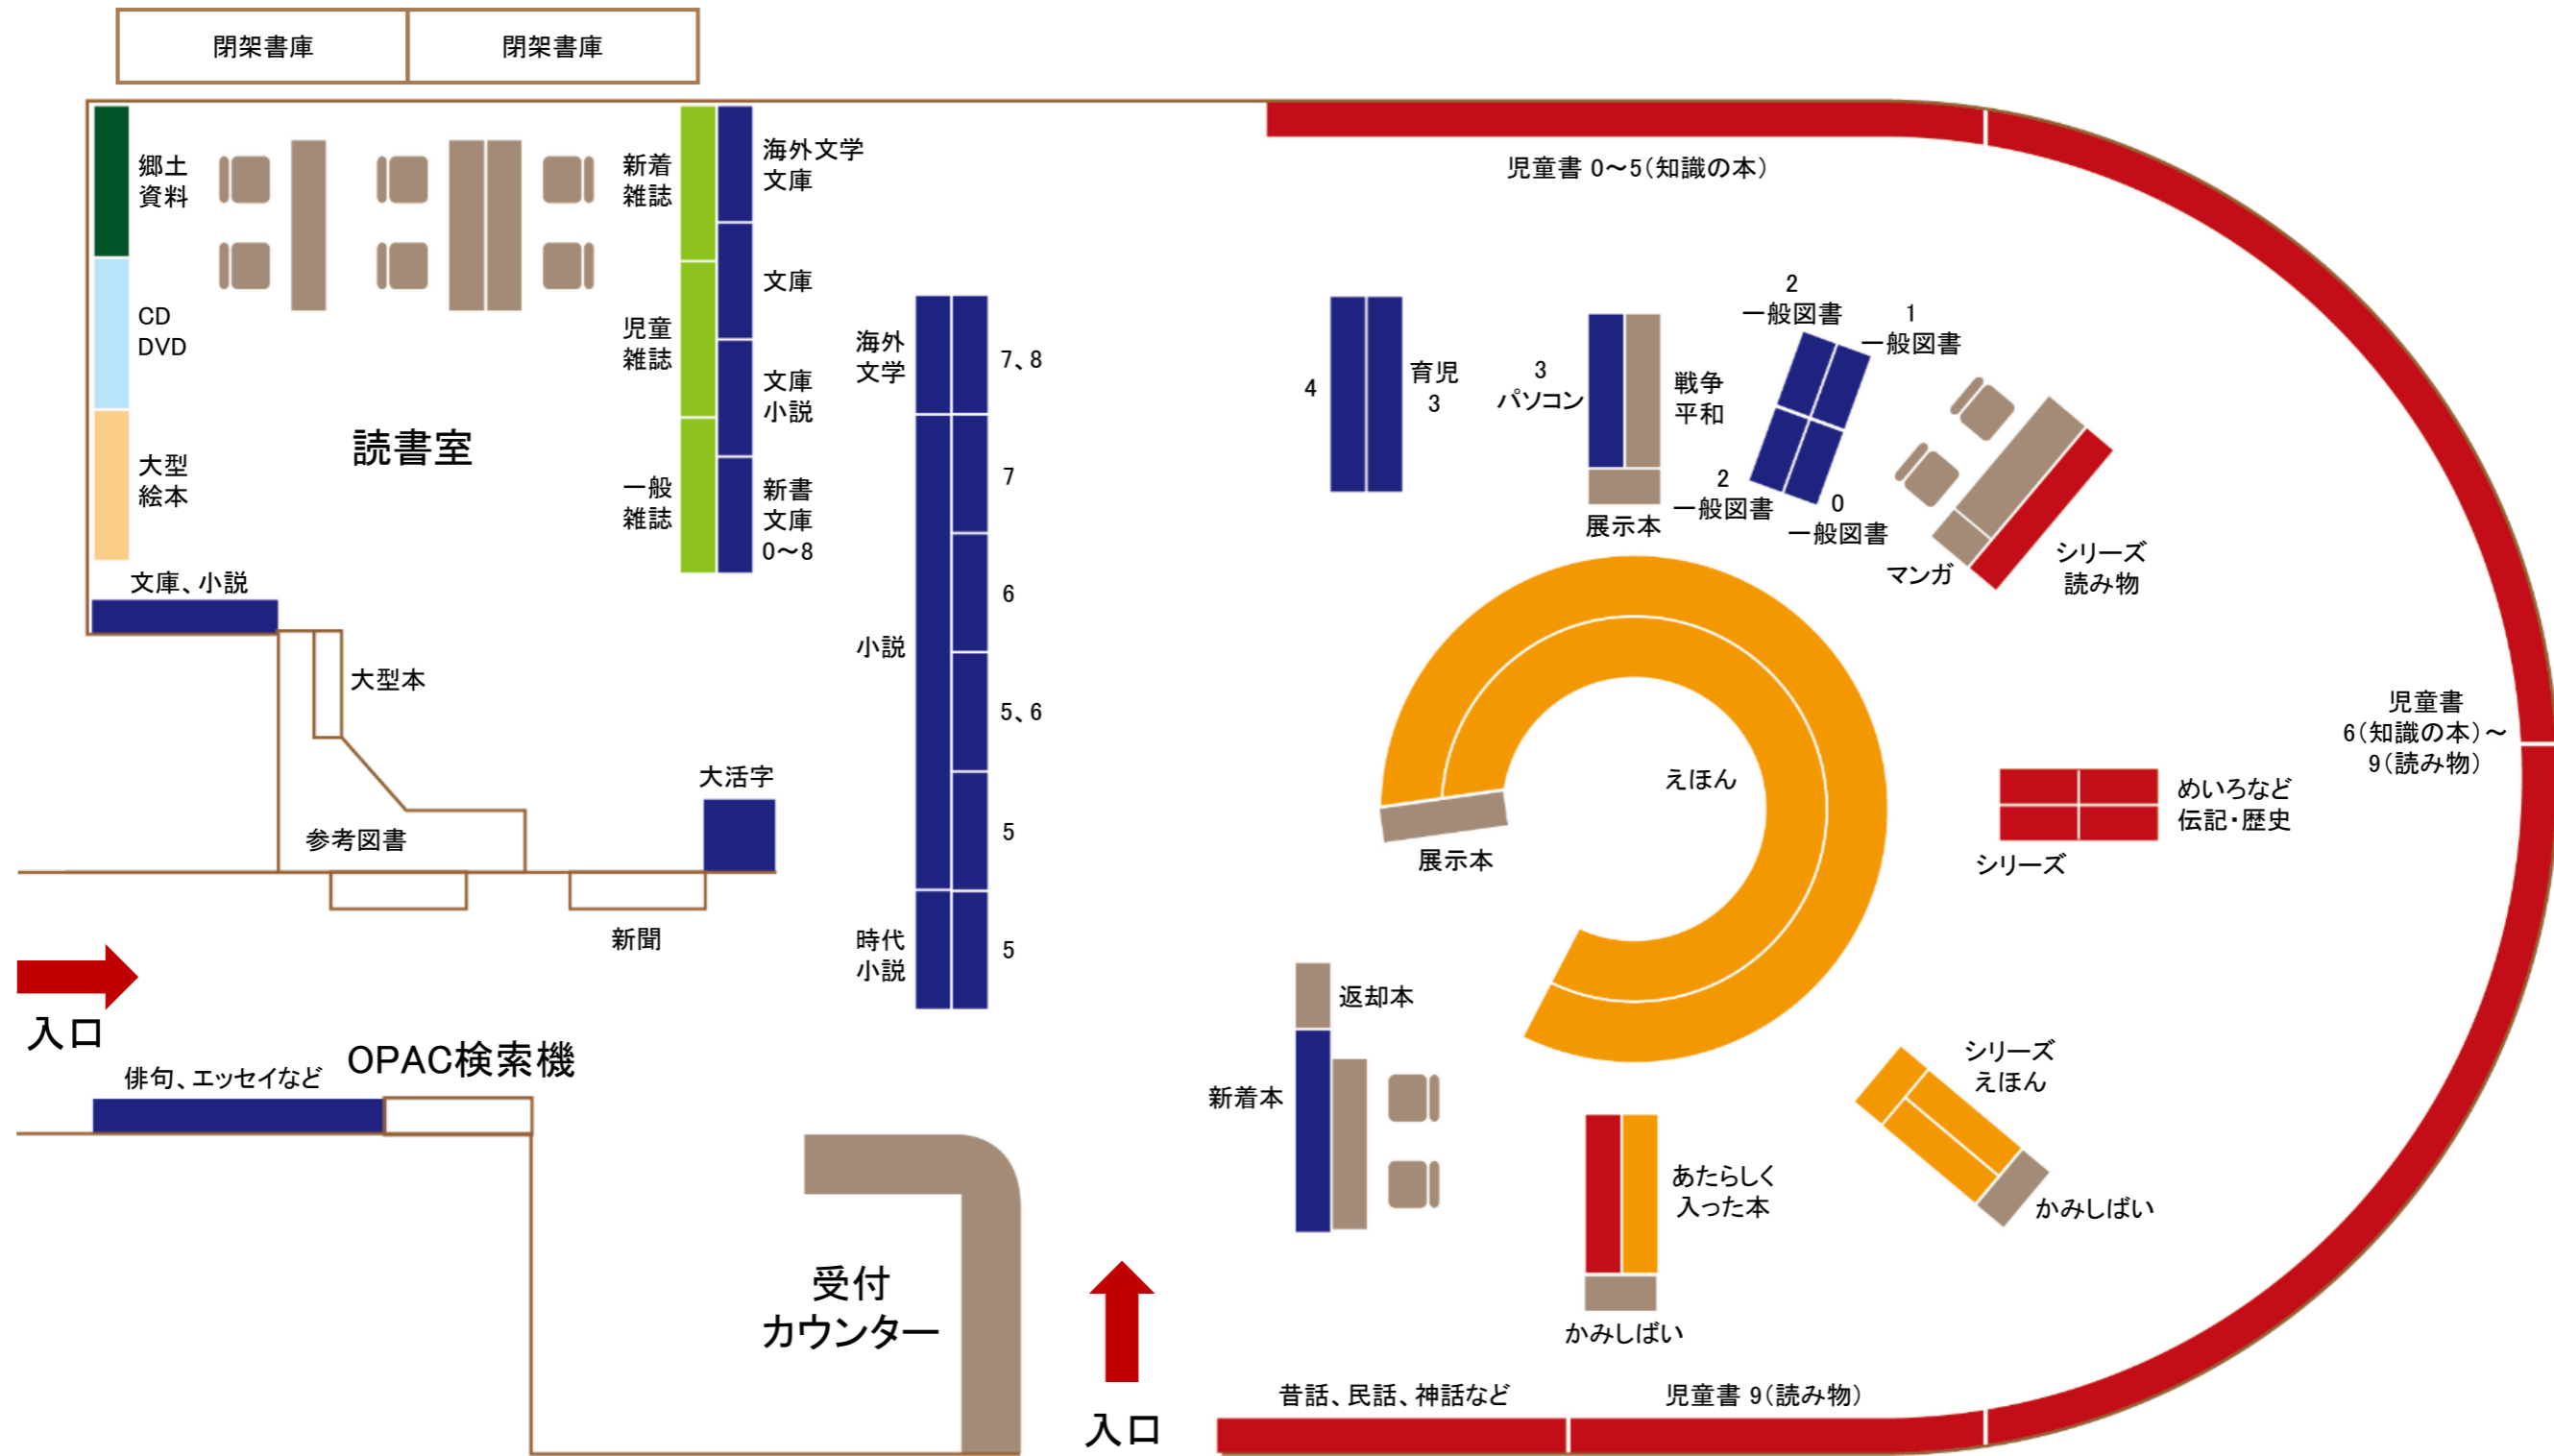 閉架書庫
閉架書庫
郷土
資料
新着
雑誌
海外文学
文庫
児童書 0～5(知識の本)
CD
DVD
文庫
児童
雑誌
文庫
小説
海外
文学
7、8
4
育児
3
3
パソコン
戦争
平和
2
一般図書
1
一般図書
読書室
大型
絵本
一般
雑誌
新書
文庫
0～8
7
展示本
2
一般図書
0
一般図書
マンガ
シリーズ
読み物
文庫、小説
6
小説
大型本
5、6
児童書
6(知識の本)～
9(読み物)
大活字
えほん
めいろなど
伝記・歴史
シリーズ
参考図書
5
展示本
新聞
時代
小説
5
入口
返却本
OPAC検索機
俳句、エッセイなど
新着本
シリーズ
えほん
あたらしく
入った本
かみしばい
受付
カウンター
かみしばい
入口
昔話、民話、神話など
児童書 9(読み物)